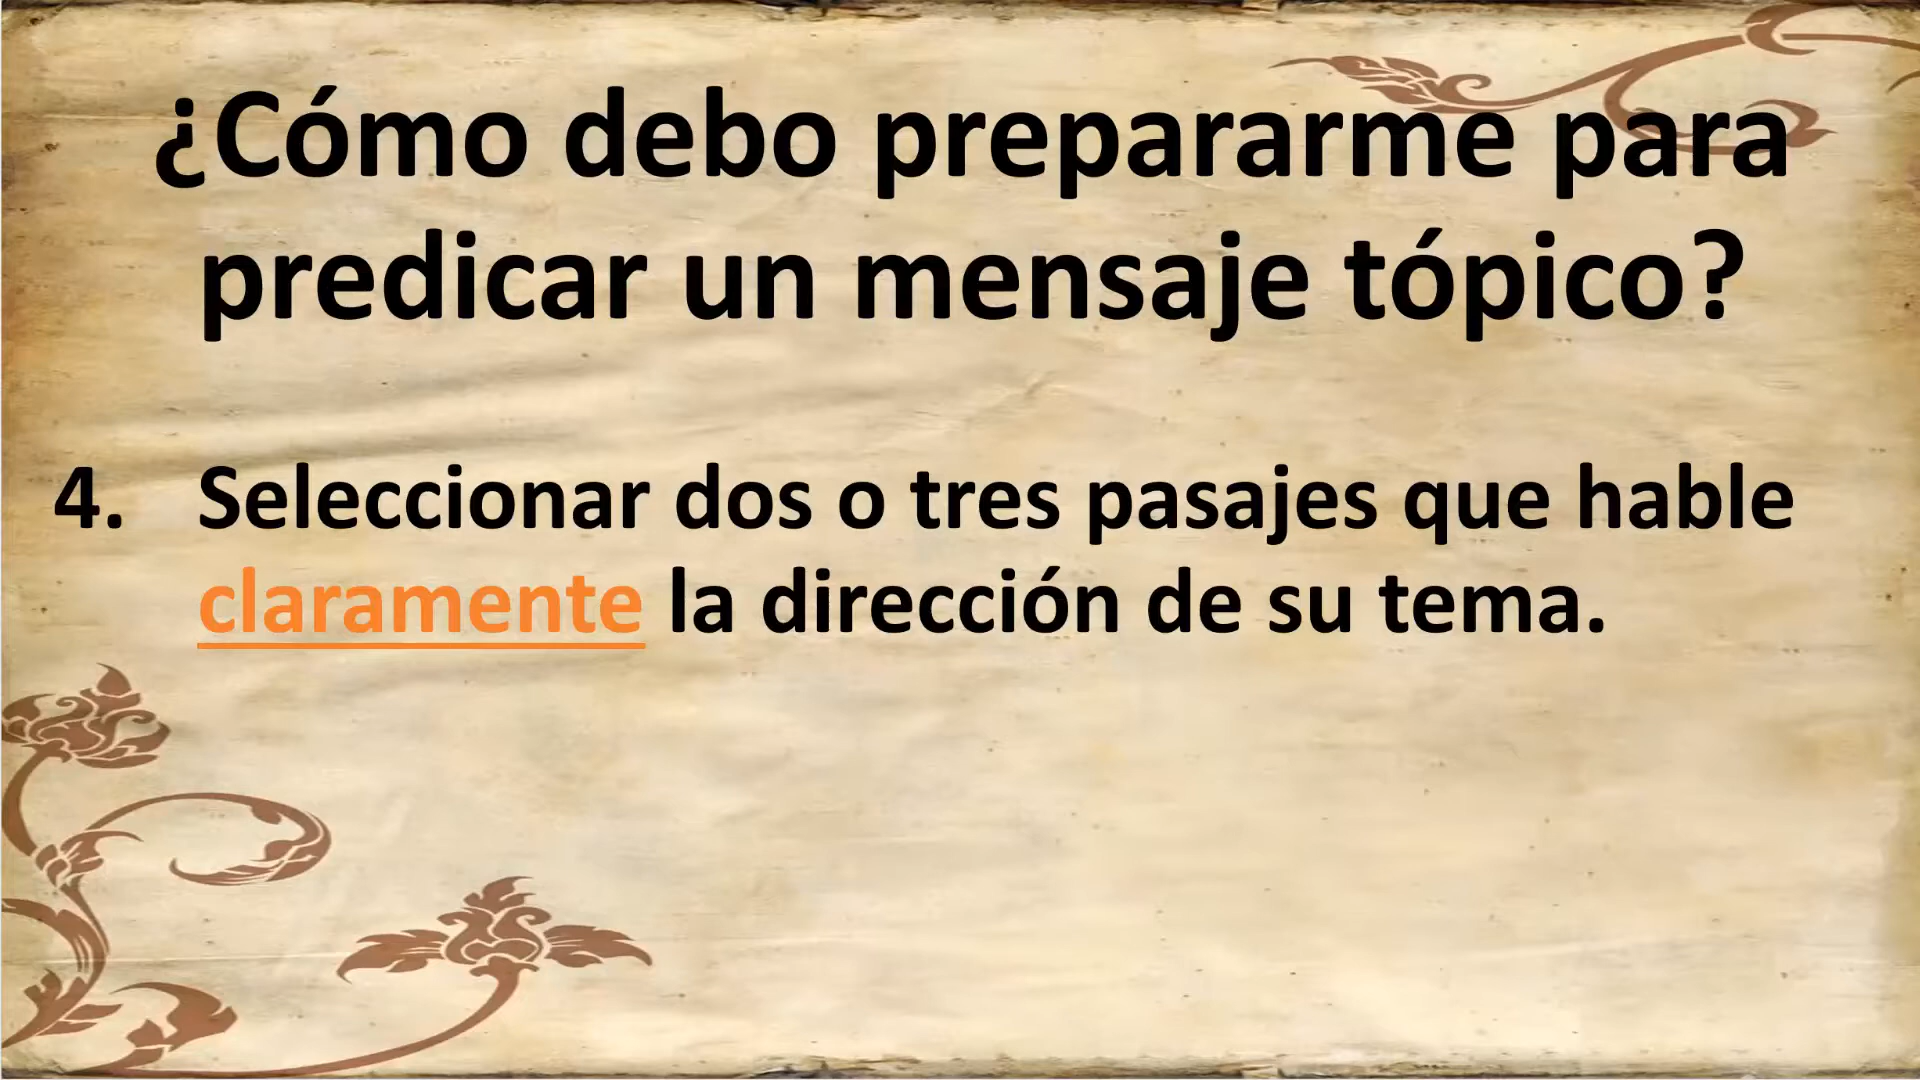 ¿Cómo debo prepararme para
predicar un mensaje tópico?
4. Seleccionar dos o tres pasajes que hable
claramente la dirección de su tema.